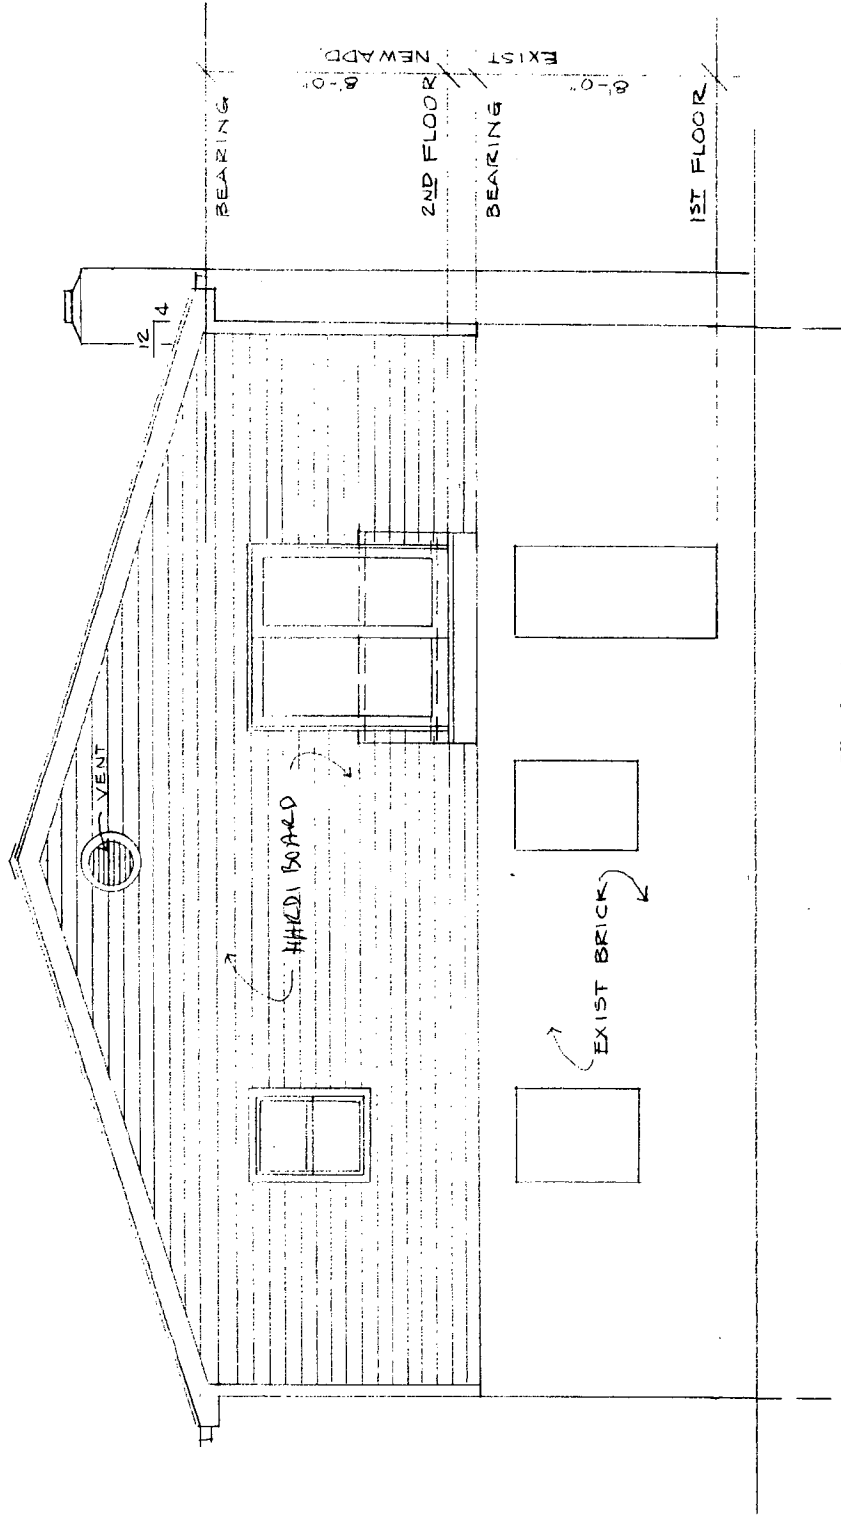 8'-0"
NEW ADD.
8'-0"
EXIST
BEARING
2ND FLOOR
BEARING
1ST FLOOR
12
4
VENT
HARDI BOARD
EXIST BRICK